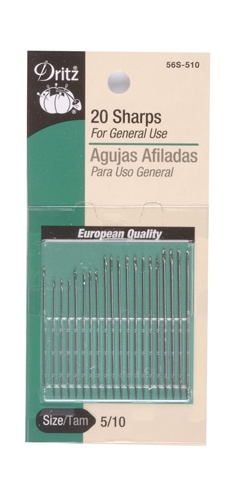 56S-510
Dritz
20 Sharps
For General Use
Agujas Afiladas
Para Uso General
European Quality
Size/Tam 5/10